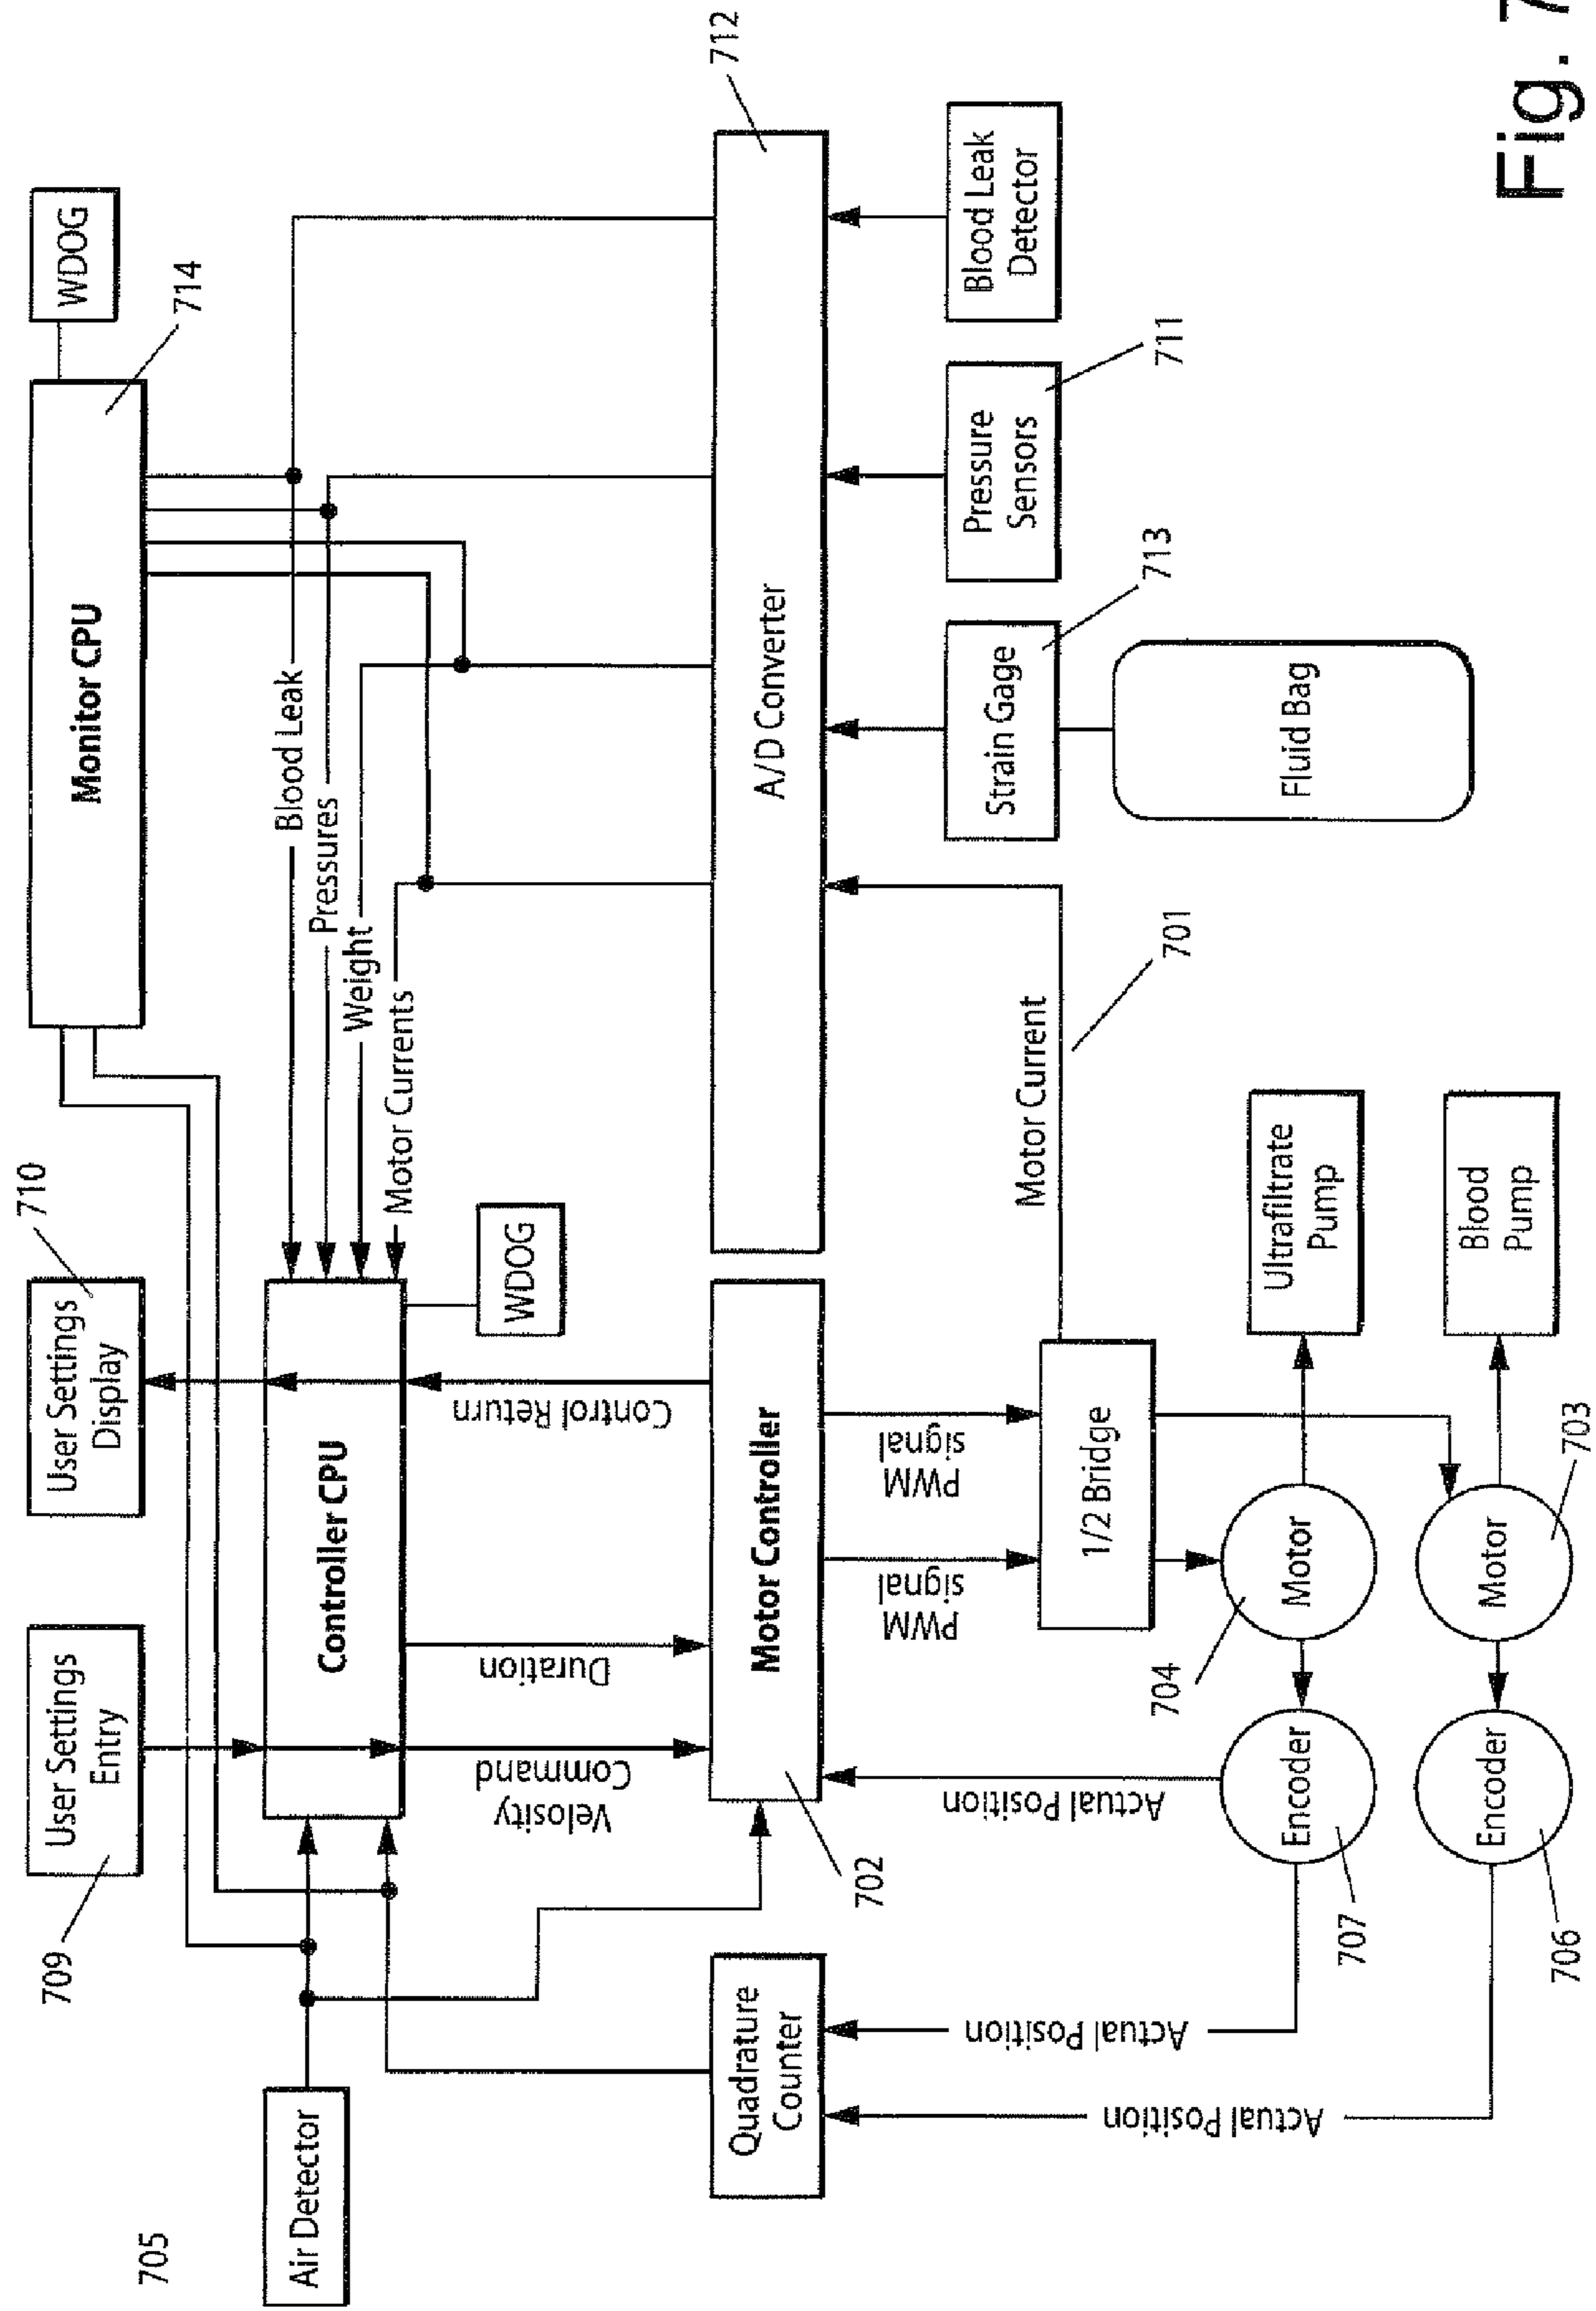 705
709
710
714
712
User Settings
Entry
User Settings
Display
Monitor CPU
WDOG
Air Detector
Controller CPU
Blood Leak
Pressures
Weight
Motor Currents
WDOG
Velocity
Command
Duration
Control Return
Quadrature
Counter
Motor Controller
A/D Converter
702
Actual Position
Actual Position
Actual Position
PWM
signal
PWM
signal
Motor Current
701
Strain Gage
713
Pressure
Sensors
711
Blood Leak
Detector
1/2 Bridge
704
707
Encoder
Motor
Ultrafiltrate
Pump
Fluid Bag
706
Encoder
Motor
703
Blood
Pump
Fig. 7